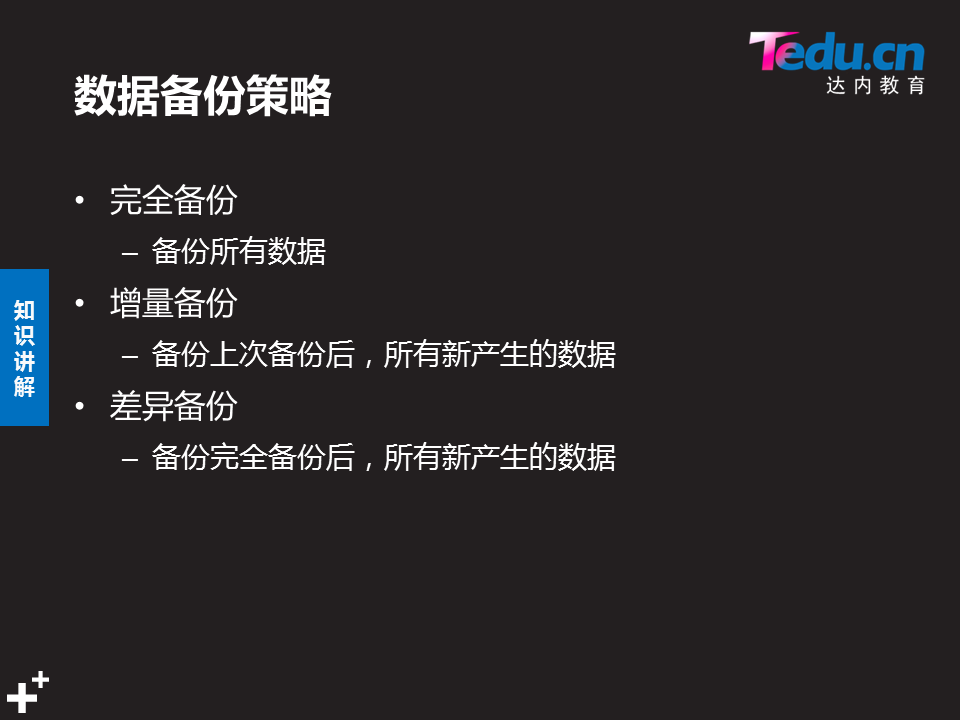 Tedu.cn
达内教育
数据备份策略
• 完全备份
– 备份所有数据
• 增量备份
– 备份上次备份后，所有新产生的数据
• 差异备份
– 备份完全备份后，所有新产生的数据
知识讲解